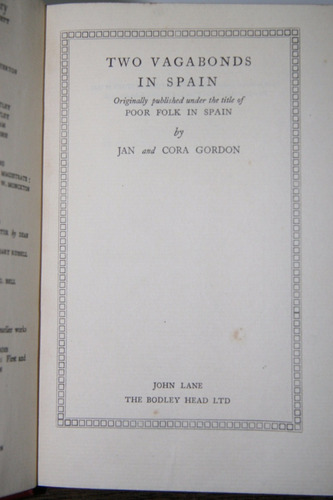 TWO VAGABONDS
IN SPAIN
Originally published under the title of
POOR FOLK IN SPAIN
by
JAN and CORA GORDON
JOHN LANE
THE BODLEY HEAD LTD